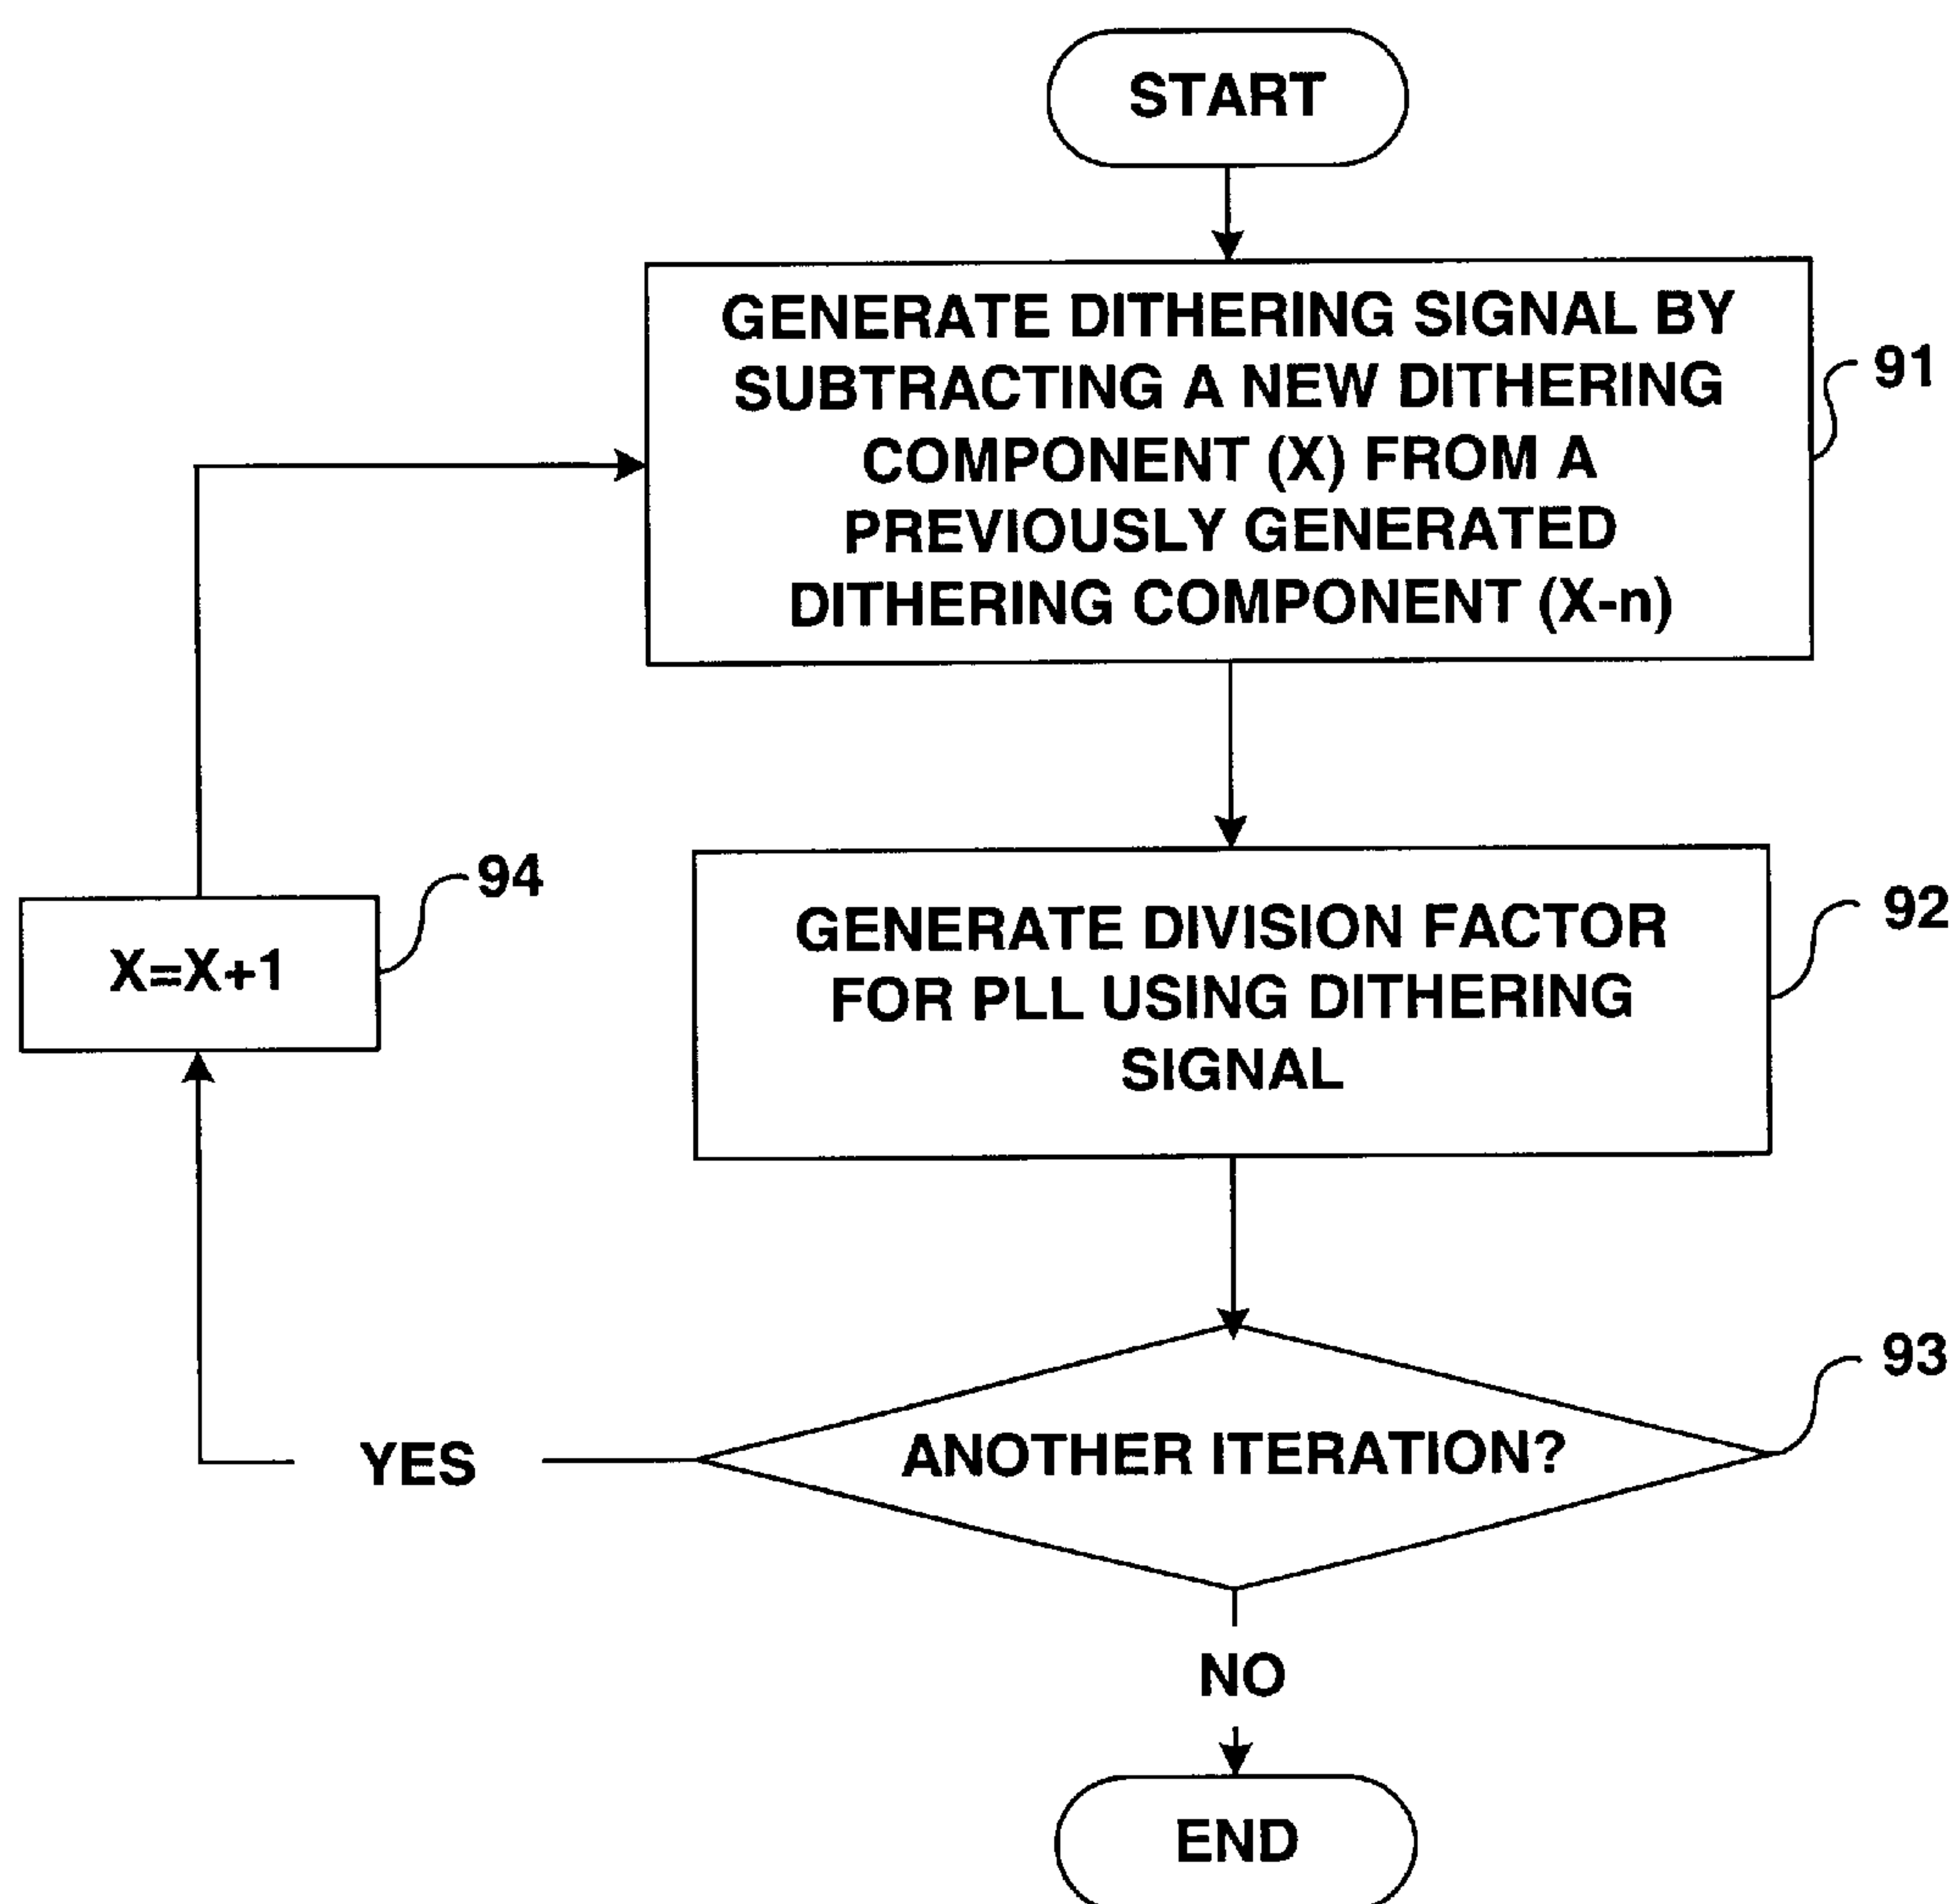 START
GENERATE DITHERING SIGNAL BY
SUBTRACTING A NEW DITHERING
COMPONENT (X) FROM A
PREVIOUSLY GENERATED
DITHERING COMPONENT (X-n)
91
94
X=X+1
GENERATE DIVISION FACTOR
FOR PLL USING DITHERING
SIGNAL
92
93
ANOTHER ITERATION?
YES
NO
END